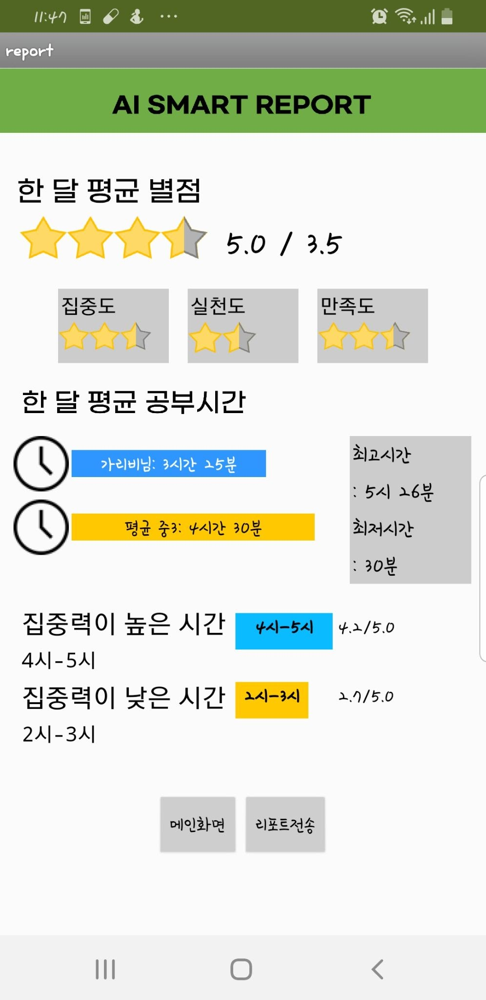 11:47
report
AI SMART REPORT
한 달 평균 별점
5.0 / 3.5
집중도
실천도
만족도
한 달 평균 공부시간
가리비님: 3시간 25분
평균 중3: 4시간 30분
최고시간
: 5시 26분
최저시간
: 30분
집중력이 높은 시간
4시-5시
4.2/5.0
4시-5시
집중력이 낮은 시간
2시-3시
2.7/5.0
2시-3시
메인화면
리포트전송